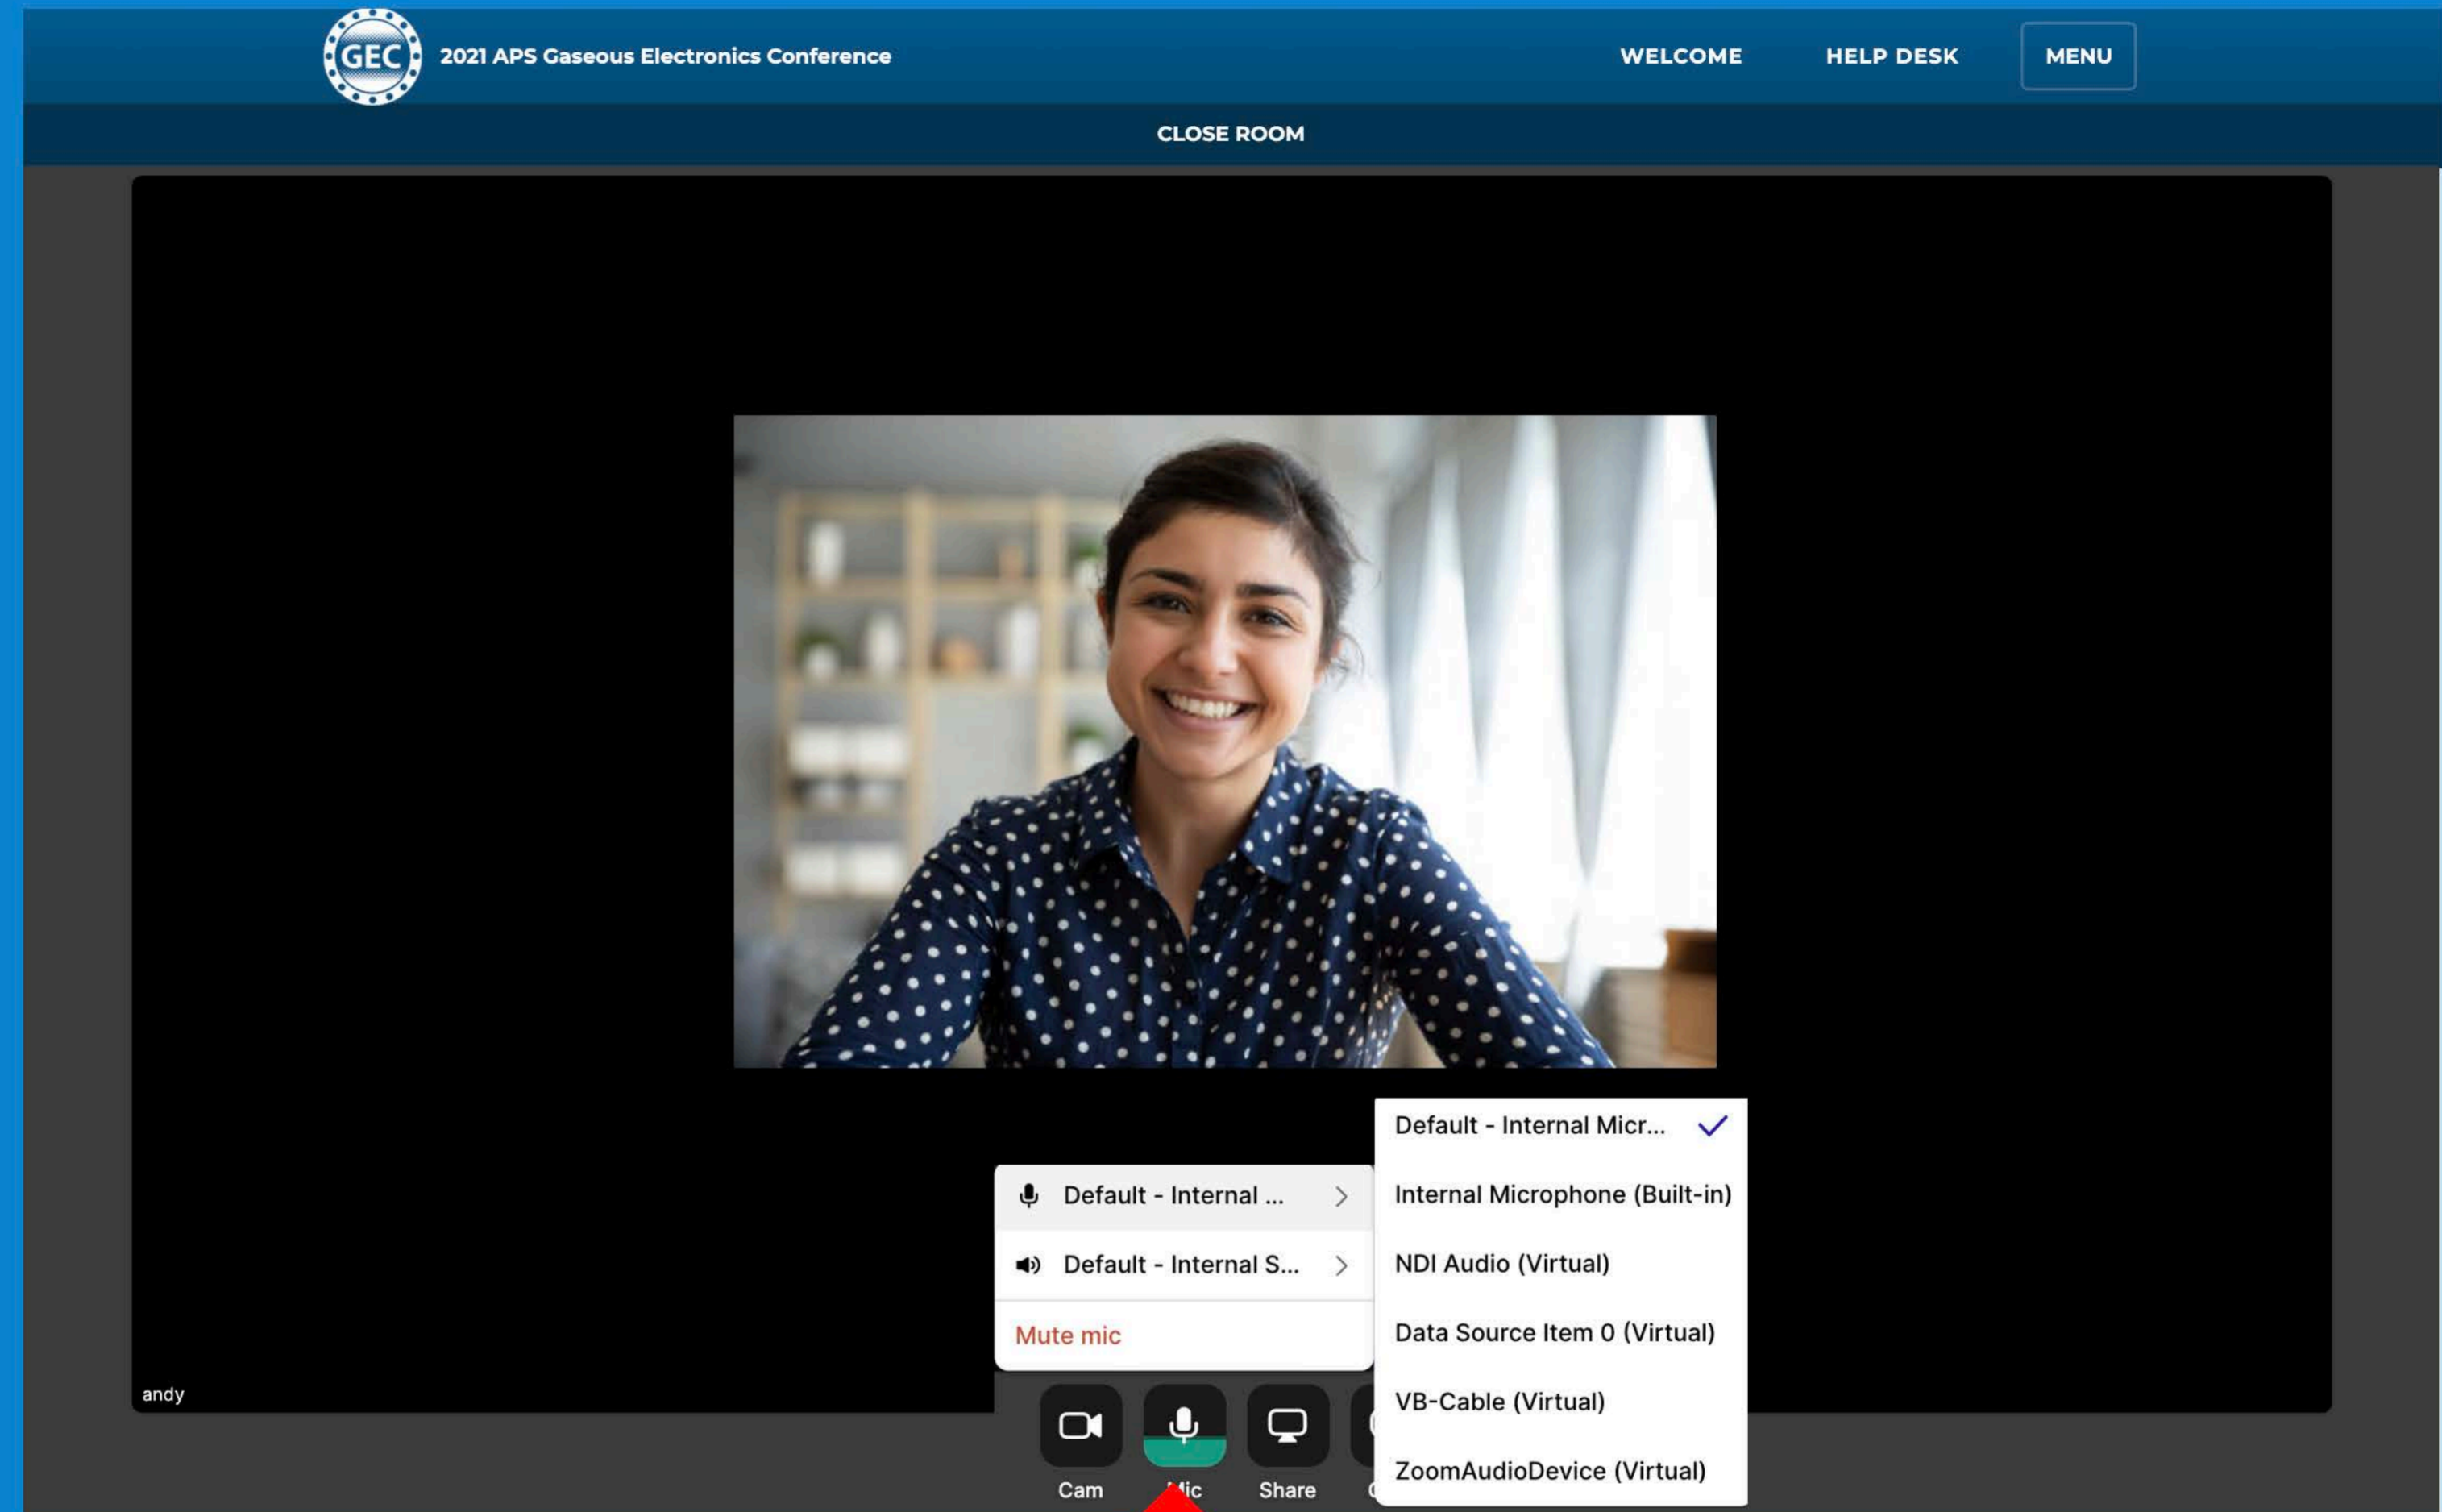 GEC
2021 APS Gaseous Electronics Conference
WELCOME
HELP DESK
MENU
CLOSE ROOM
Default - Internal Micr...
Default - Internal ...
Internal Microphone (Built-in)
Default - Internal S...
NDI Audio (Virtual)
Mute mic
Data Source Item 0 (Virtual)
andy
VB-Cable (Virtual)
ZoomAudioDevice (Virtual)
Cam
Share